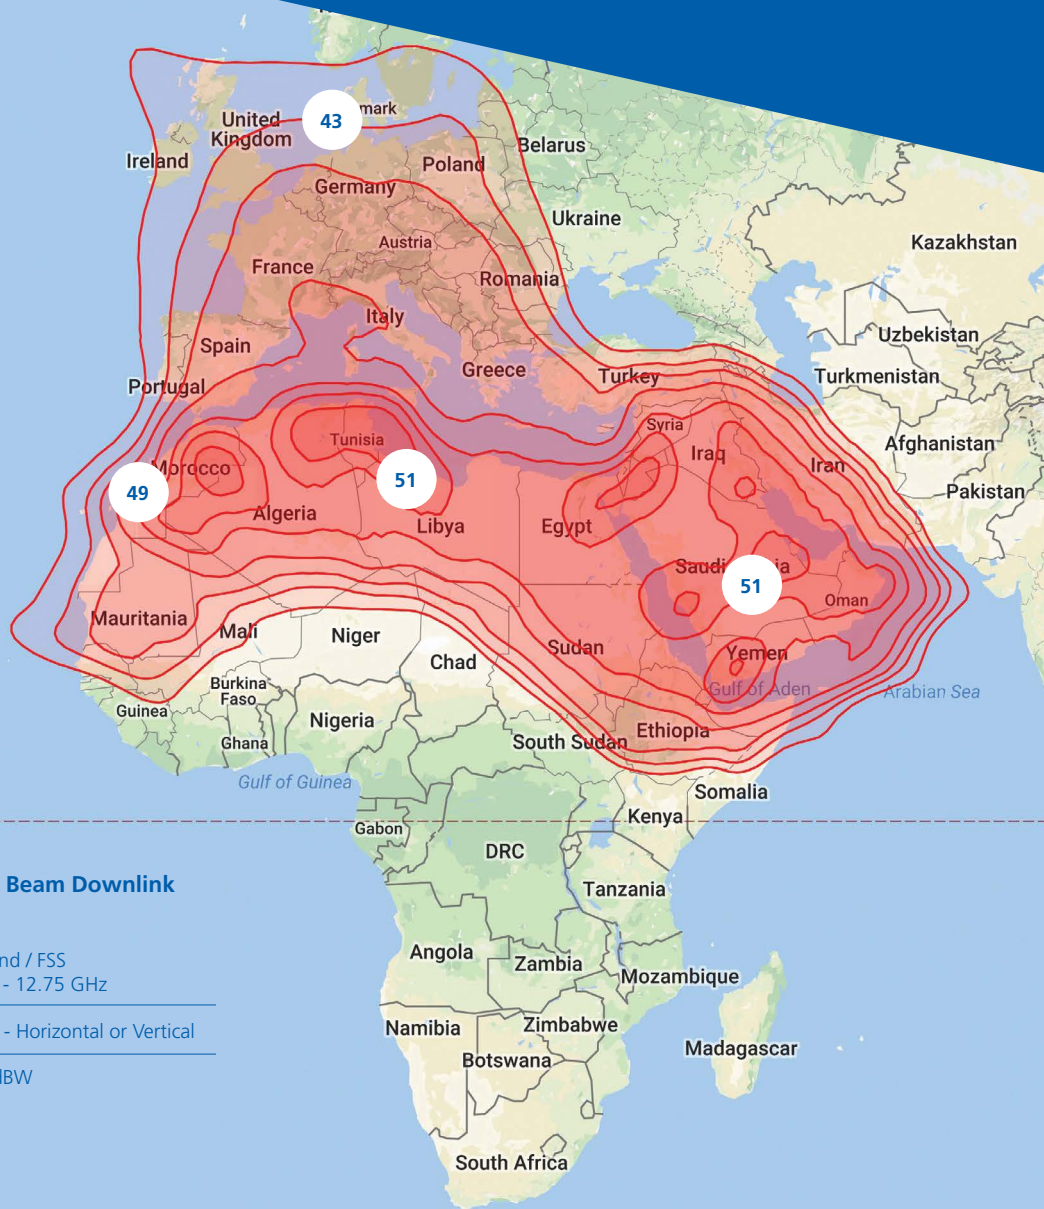 mark
43
United
Kingdom
Ireland
Belarus
Poland
Germany
Ukraine
Austria
Kazakhstan
France
Romania
Italy
Uzbekistan
Spain
Greece
Turkey
Turkmenistan
Portugal
Syria
Tunisia
Afghanistan
Iraq
Iran
Morocco
49
51
Pakistan
Algeria
Libya
Egypt
Saudi
ia
51
Oman
Mauritania
Mali
Niger
Sudan
Yemen
Chad
Burkina
Faso
Gulf of Aden
Arabian Sea
Guinea
Nigeria
Ethiopia
Ghana
South Sudan
Gulf of Guinea
Somalia
Kenya
Gabon
DRC
Beam Downlink
Tanzania
nd / FSS
- 12.75 GHz
Angola
Zambia
Mozambique
- Horizontal or Vertical
Namibia
Zimbabwe
Botswana
Madagascar
BW
South Africa